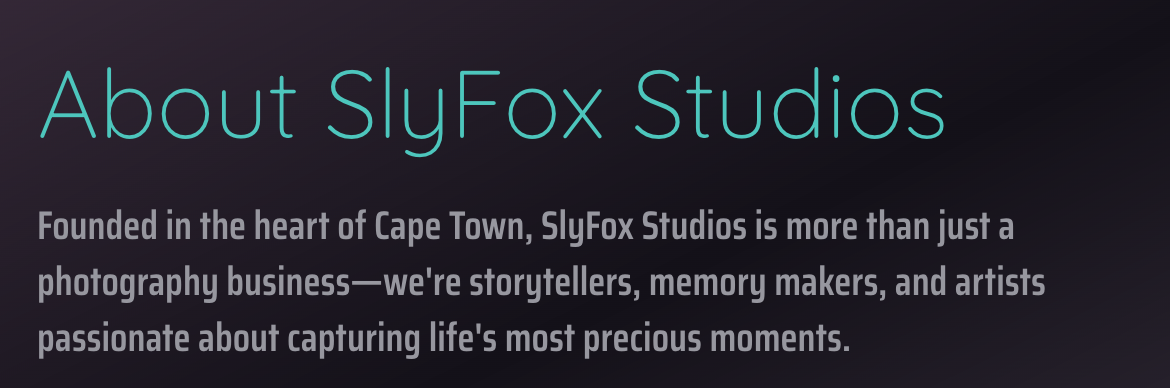 About SlyFox Studios
Founded in the heart of Cape Town, SlyFox Studios is more than just a
photography business—we're storytellers, memory makers, and artists
passionate about capturing life's most precious moments.